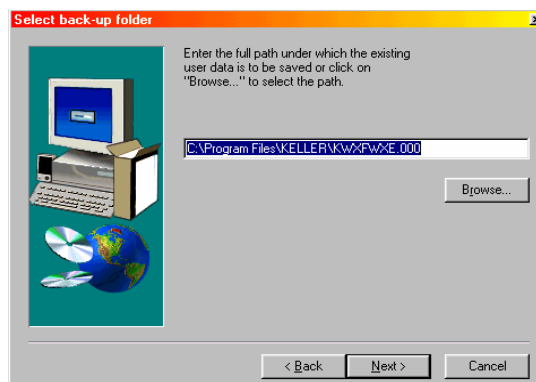 Select back-up folder
Enter the full path under which the existing
user data is to be saved or click on
"Browse..." to select the path.
C:\Program Files\KELLER\KWXFWXE.000
Browse...
< Back
Next >
Cancel